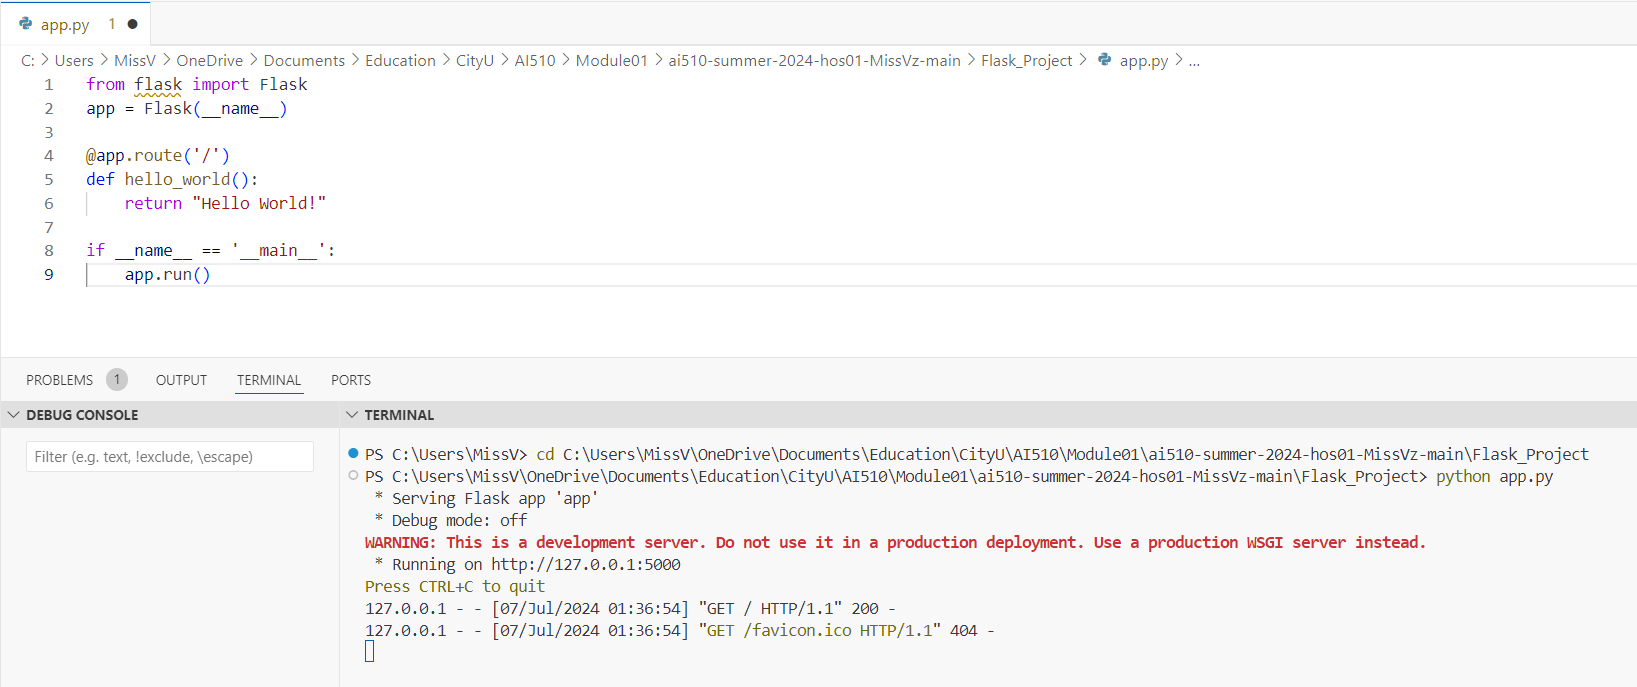 app.py 1
C: > Users > MissV > OneDrive > Documents > Education > CityU > AI510 > Module01 > ai510-summer-2024-hos01-MissVz-main > Flask_Project > app.py > ...
1 from flask import Flask
2 app = Flask(__name__)
3
4 @app.route('/')
5 def hello_world():
6     return "Hello World!"
7
8 if __name__ == '__main__':
9     app.run()
PROBLEMS 1 OUTPUT TERMINAL PORTS
DEBUG CONSOLE
Filter (e.g. text, !exclude, \escape)
TERMINAL
PS C:\Users\MissV> cd C:\Users\MissV\OneDrive\Documents\Education\CityU\AI510\Module01\ai510-summer-2024-hos01-MissVz-main\Flask_Project
PS C:\Users\MissV\OneDrive\Documents\Education\CityU\AI510\Module01\ai510-summer-2024-hos01-MissVz-main\Flask_Project> python app.py
 * Serving Flask app 'app'
 * Debug mode: off
WARNING: This is a development server. Do not use it in a production deployment. Use a production WSGI server instead.
 * Running on http://127.0.0.1:5000
Press CTRL+C to quit
127.0.0.1 - - [07/Jul/2024 01:36:54] "GET / HTTP/1.1" 200 -
127.0.0.1 - - [07/Jul/2024 01:36:54] "GET /favicon.ico HTTP/1.1" 404 -